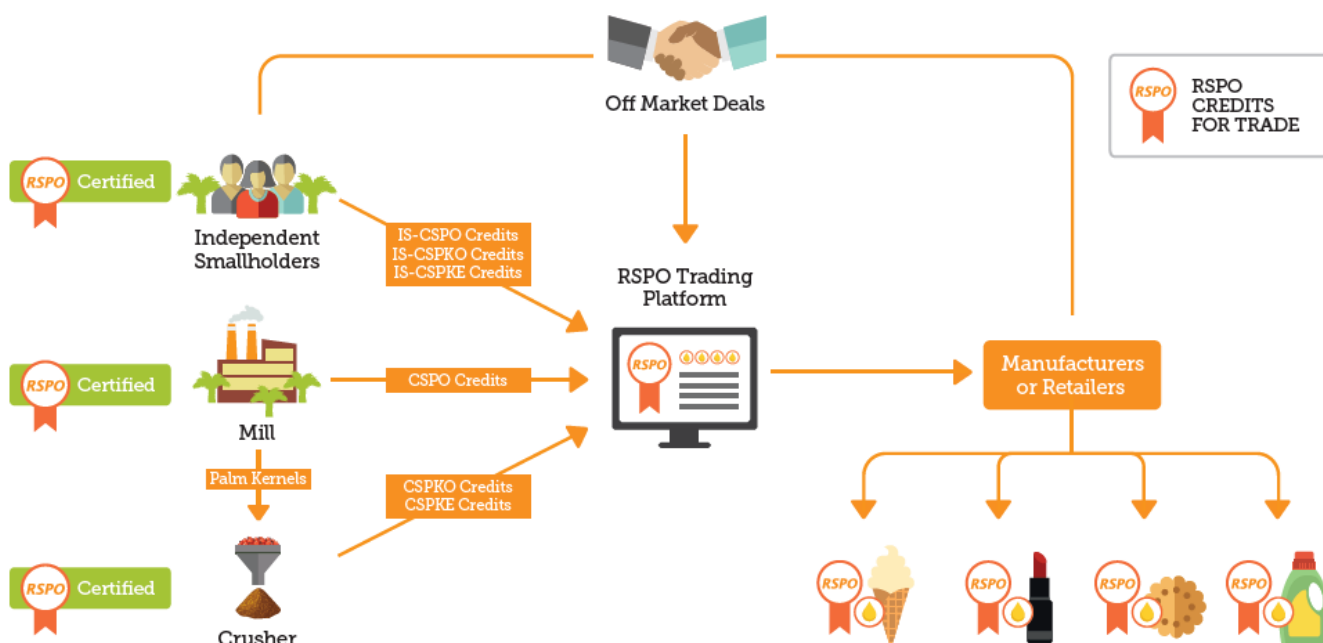 Off Market Deals
RSPO
RSPO
CREDITS
FOR TRADE
RSPO
Certified
Independent
Smallholders
IS-CSPO Credits
IS-CSPKO Credits
IS-CSPKE Credits
RSPO Trading
Platform
RSPO
RSPO
Certified
Mill
CSPO Credits
Manufacturers
or Retailers
Palm Kernels
CSPKO Credits
CSPKE Credits
RSPO
Certified
Crusher
RSPO
RSPO
RSPO
RSPO